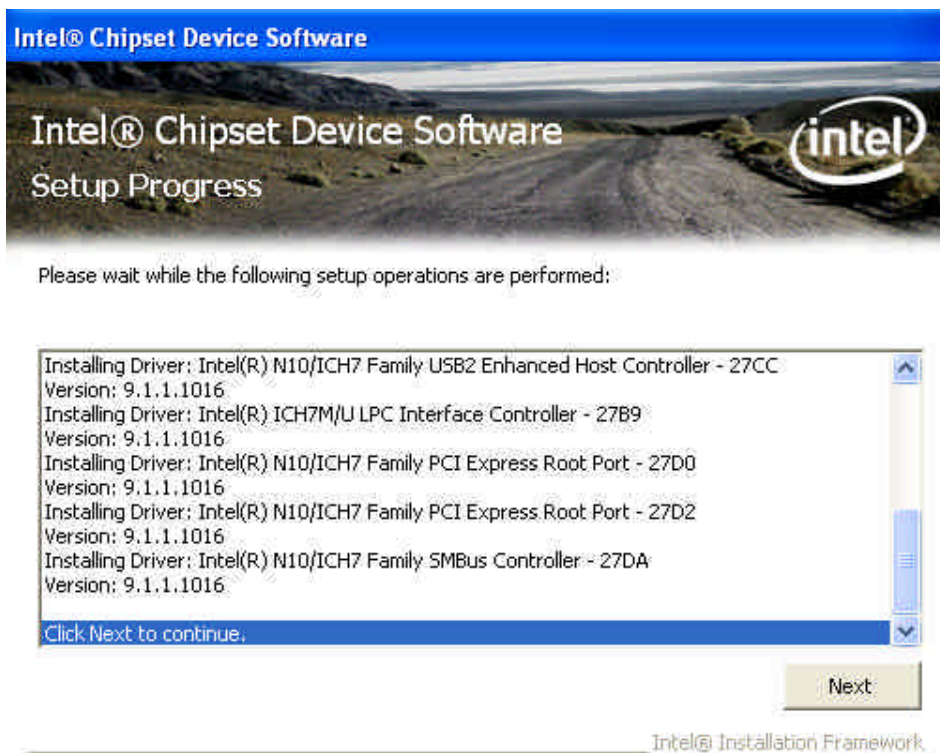 Intel® Chipset Device Software
Intel® Chipset Device Software
intel
Setup Progress
Please wait while the following setup operations are performed:
Installing Driver: Intel(R) N10/ICH7 Family USB2 Enhanced Host Controller - 27CC
Version: 9.1.1.1016
Installing Driver: Intel(R) ICH7M/U LPC Interface Controller - 27B9
Version: 9.1.1.1016
Installing Driver: Intel(R) N10/ICH7 Family PCI Express Root Port - 27D0
Version: 9.1.1.1016
Installing Driver: Intel(R) N10/ICH7 Family PCI Express Root Port - 27D2
Version: 9.1.1.1016
Installing Driver: Intel(R) N10/ICH7 Family SMBus Controller - 27DA
Version: 9.1.1.1016
Click Next to continue.
Next
Intel® Installation Framework